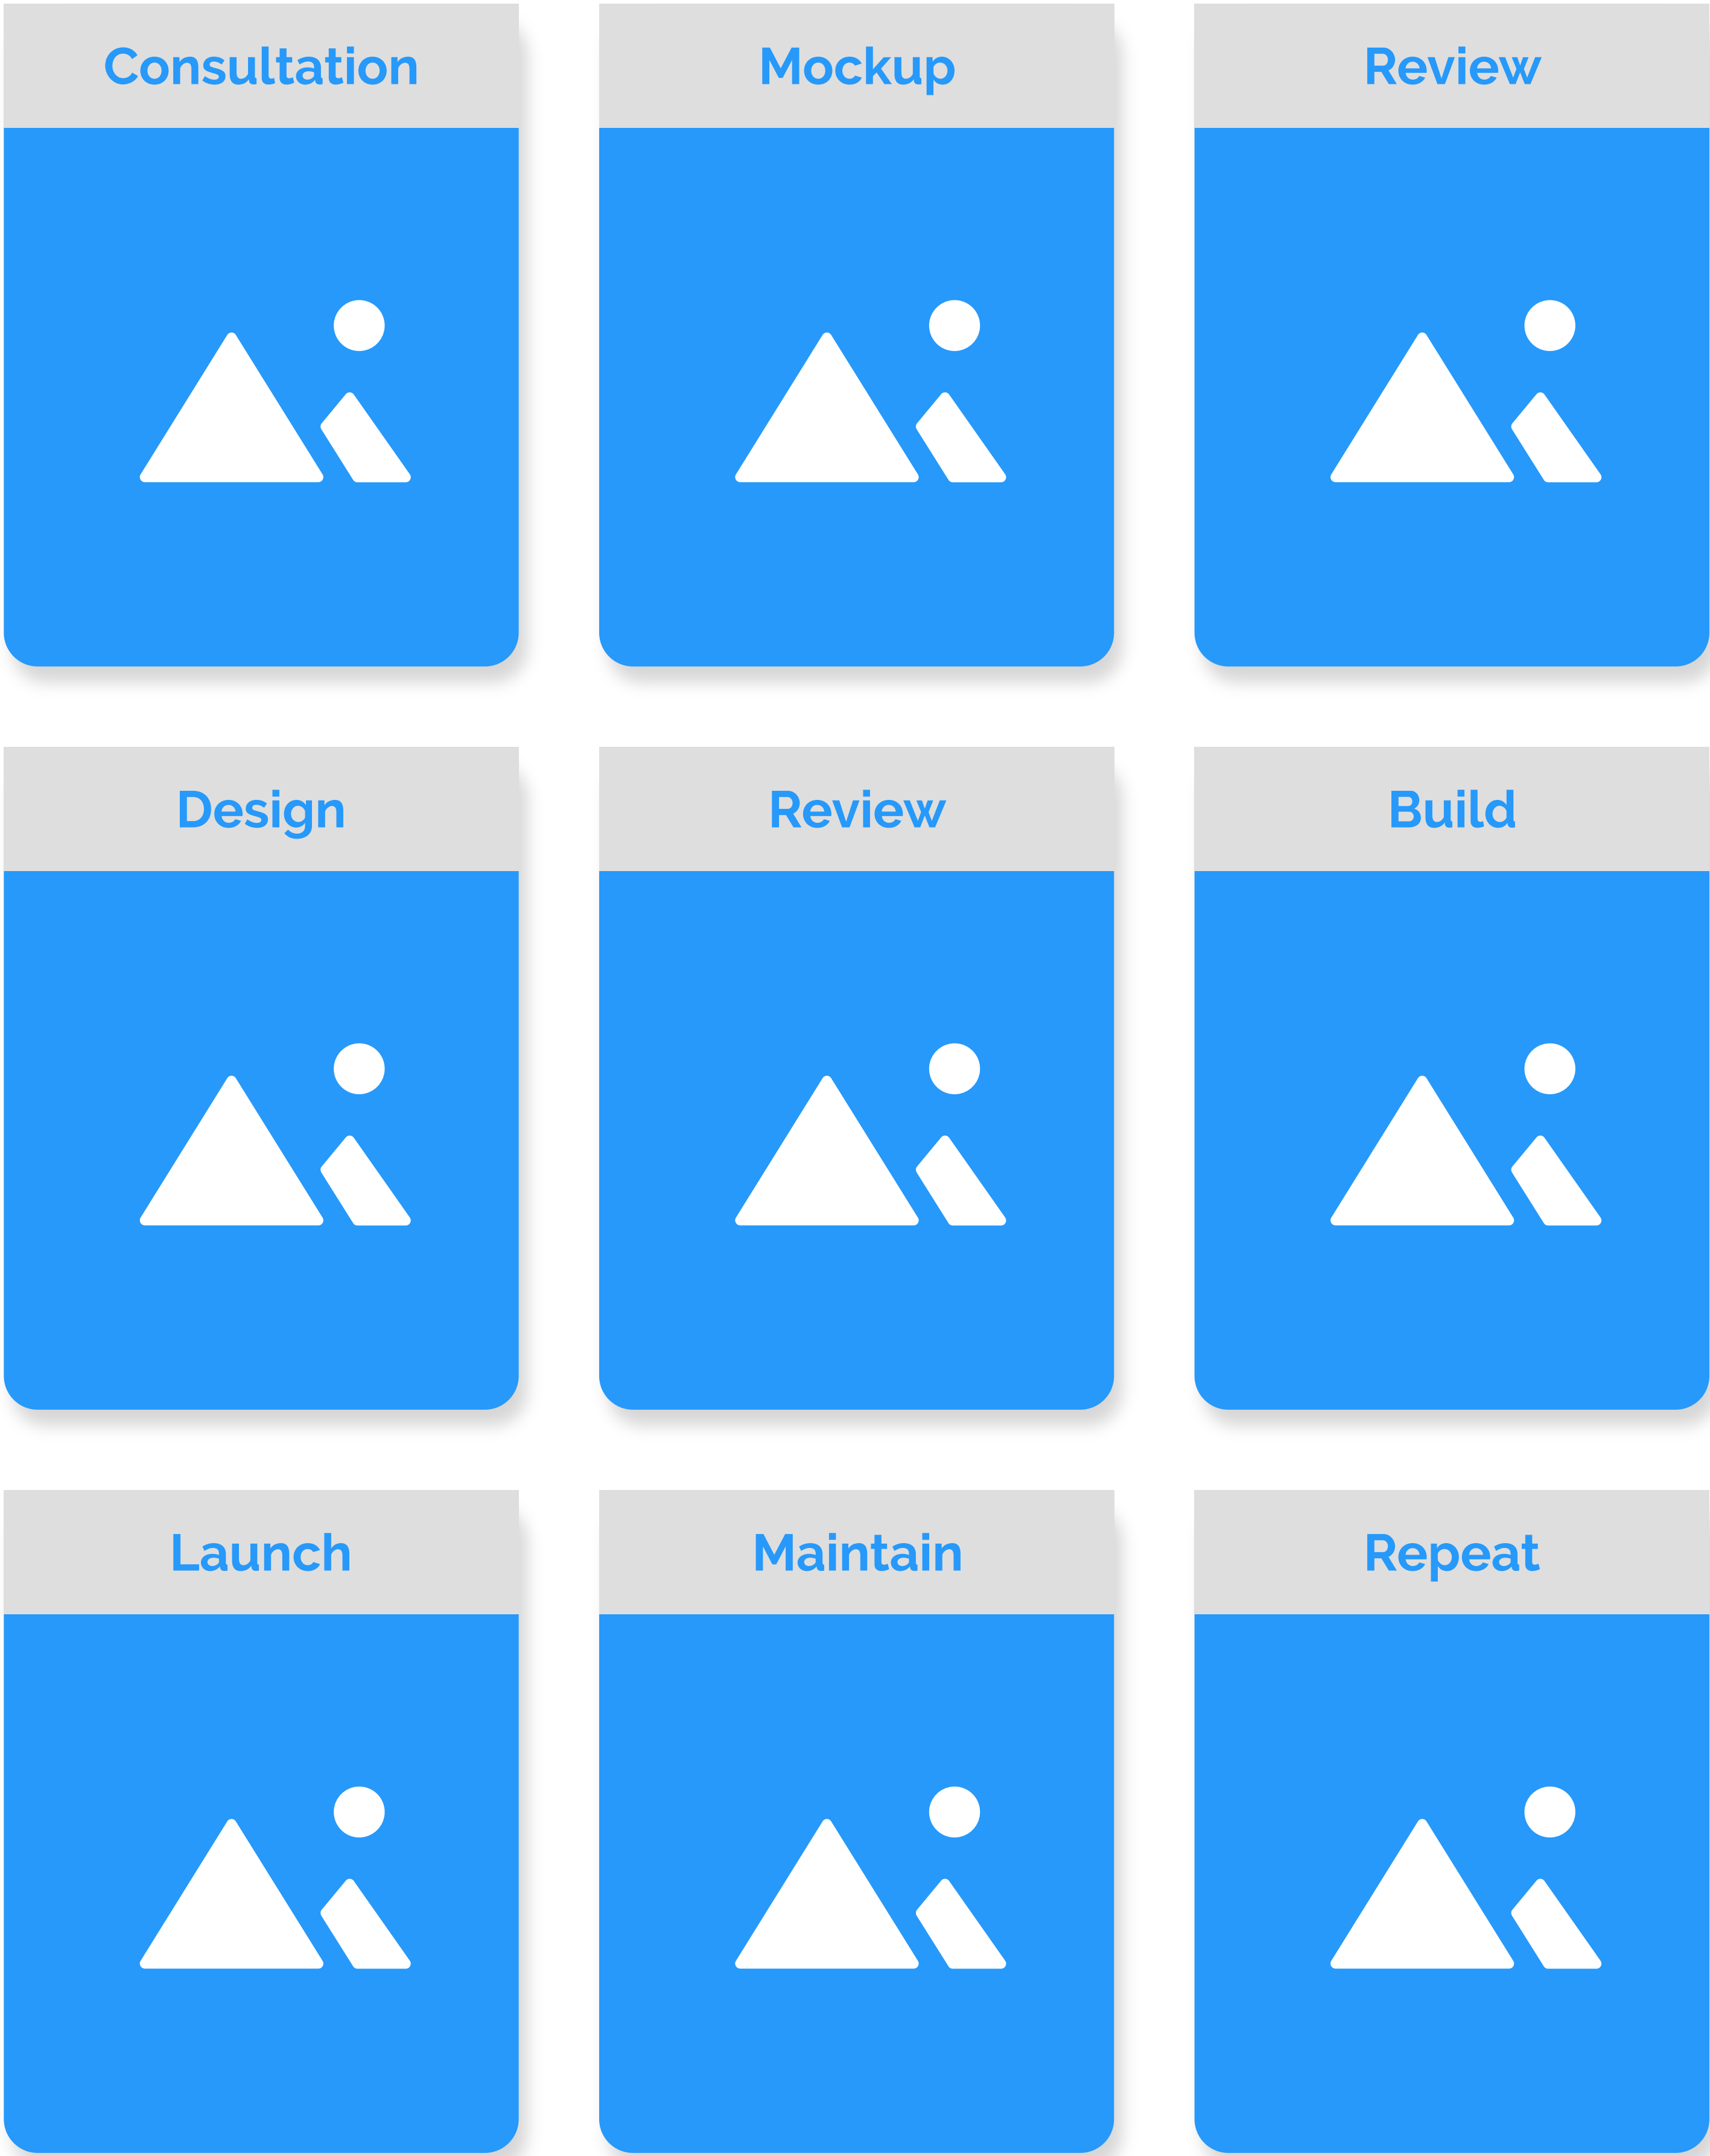 Consultation
Mockup
Review
Design
Review
Build
Launch
Maintain
Repeat